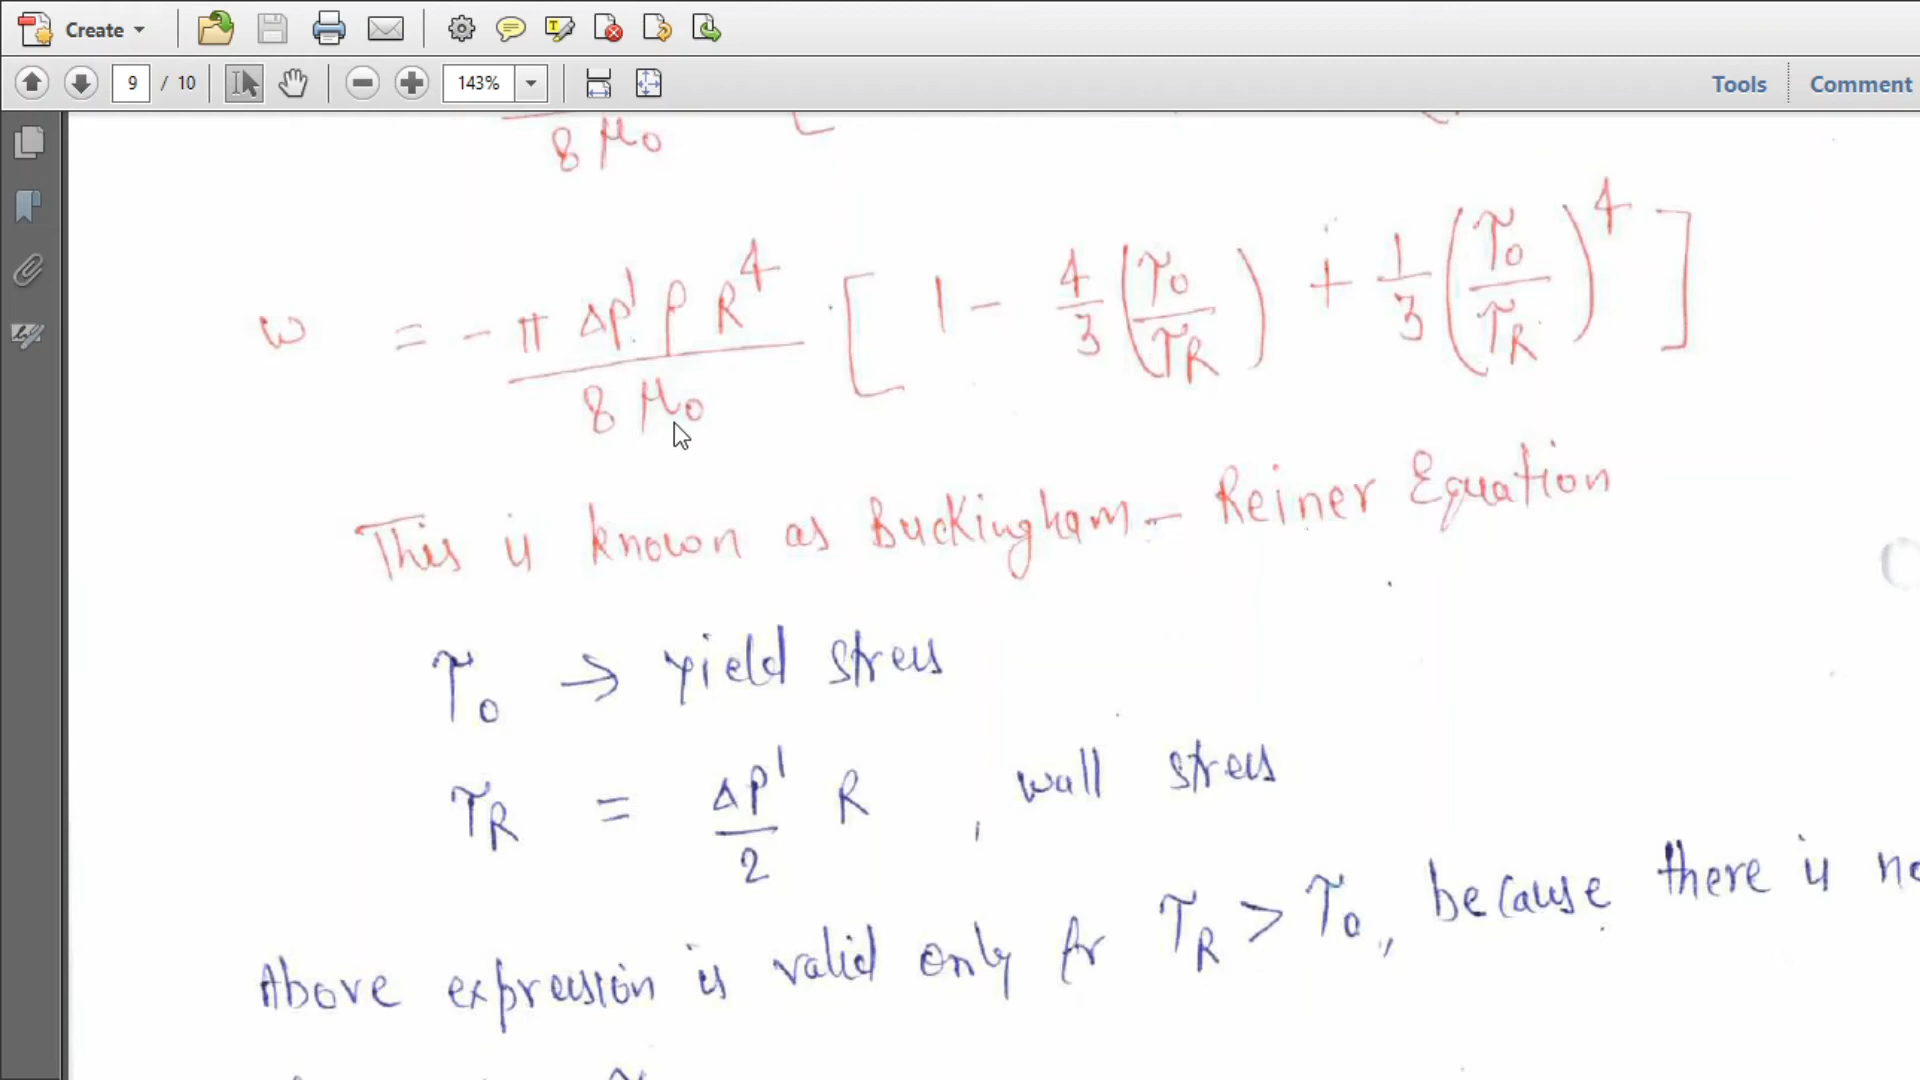 Create
9 / 10 143% Tools Comment
8 μ₀
w = - π ΔP' ρ R⁴ / 8 μ₀ [ 1 - 4/3 (τ₀/τR) + 1/3 (τ₀/τR)⁴ ]
This is known as Buckingham - Reiner Equation
τ₀ → yield stress
τR = ΔP'/2 R , wall stress
Above expression is valid only for τR > τ₀, because there is no